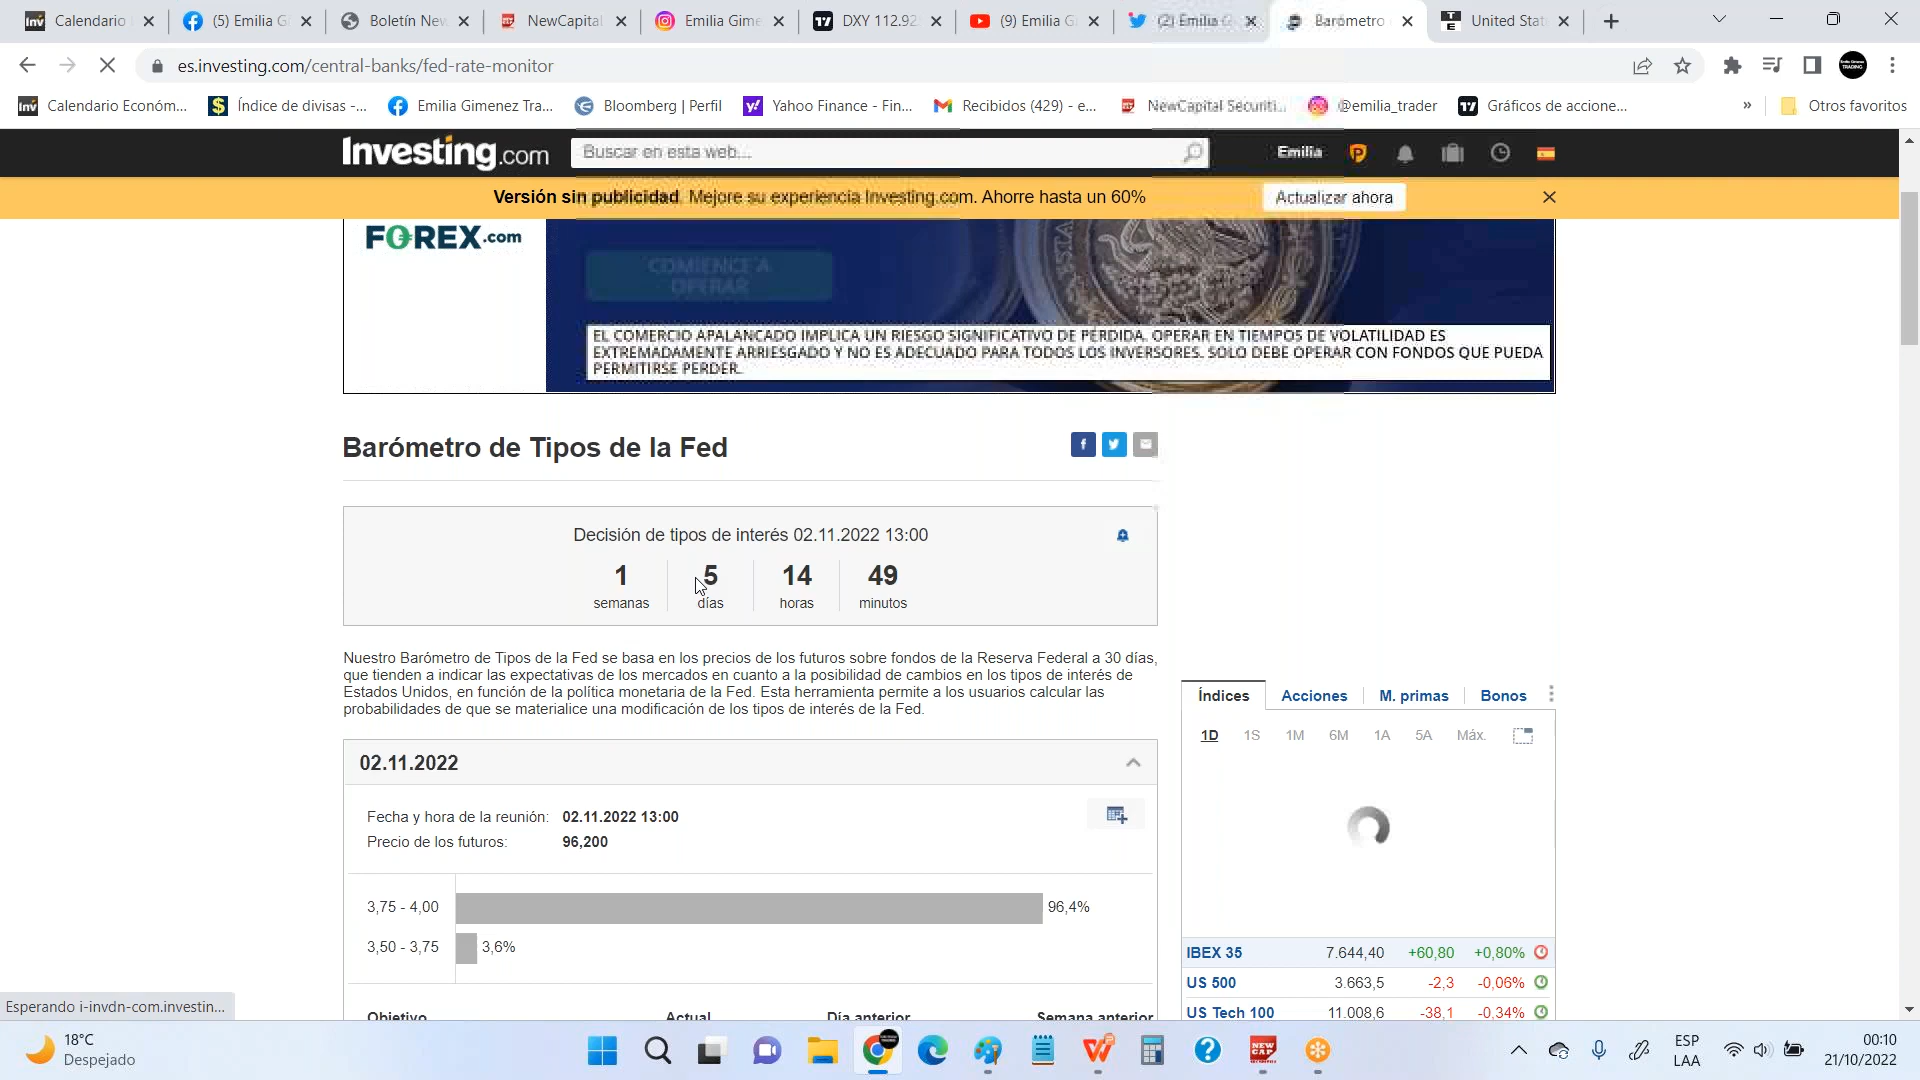 Calendario
(5) Emilia G
Boletín New
NewCapital
Emilia Gime
DXY 112.92
(9) Emilia G
(2) Emilia G
Barómetro
United Stat
es.investing.com/central-banks/fed-rate-monitor
Calendario Económ...
Índice de divisas -...
Emilia Gimenez Tra...
Bloomberg | Perfil
Yahoo Finance - Fin...
Recibidos (429) - e...
NewCapital Securiti...
@emilia_trader
Gráficos de accione...
»
Otros favoritos
Investing.com
Buscar en esta web...
Emilia
Versión sin publicidad. Mejore su experiencia Investing.com. Ahorre hasta un 60%
Actualizar ahora
FOREX.com
COMIENCE A
OPERAR
EL COMERCIO APALANCADO IMPLICA UN RIESGO SIGNIFICATIVO DE PÉRDIDA. OPERAR EN TIEMPOS DE VOLATILIDAD ES
EXTREMADAMENTE ARRIESGADO Y NO ES ADECUADO PARA TODOS LOS INVERSORES. SOLO DEBE OPERAR CON FONDOS QUE PUEDA
PERMITIRSE PERDER.
Barómetro de Tipos de la Fed
Decisión de tipos de interés 02.11.2022 13:00
1 5 14 49
semanas días horas minutos
Nuestro Barómetro de Tipos de la Fed se basa en los precios de los futuros sobre fondos de la Reserva Federal a 30 días,
que tienden a indicar las expectativas de los mercados en cuanto a la posibilidad de cambios en los tipos de interés de
Estados Unidos, en función de la política monetaria de la Fed. Esta herramienta permite a los usuarios calcular las
probabilidades de que se materialice una modificación de los tipos de interés de la Fed.
02.11.2022
Fecha y hora de la reunión: 02.11.2022 13:00
Precio de los futuros: 96,200
3,75 - 4,00 96,4%
3,50 - 3,75 3,6%
Objetivo Actual Día anterior Semana anterior
Índices Acciones M. primas Bonos
1D 1S 1M 6M 1A 5A Máx.
IBEX 35 7.644,40 +60,80 +0,80%
US 500 3.663,5 -2,3 -0,06%
US Tech 100 11.008,6 -38,1 -0,34%
Esperando i-invdn-com.investin...
18°C
Despejado
NEW
CAP
ESP
LAA
00:10
21/10/2022